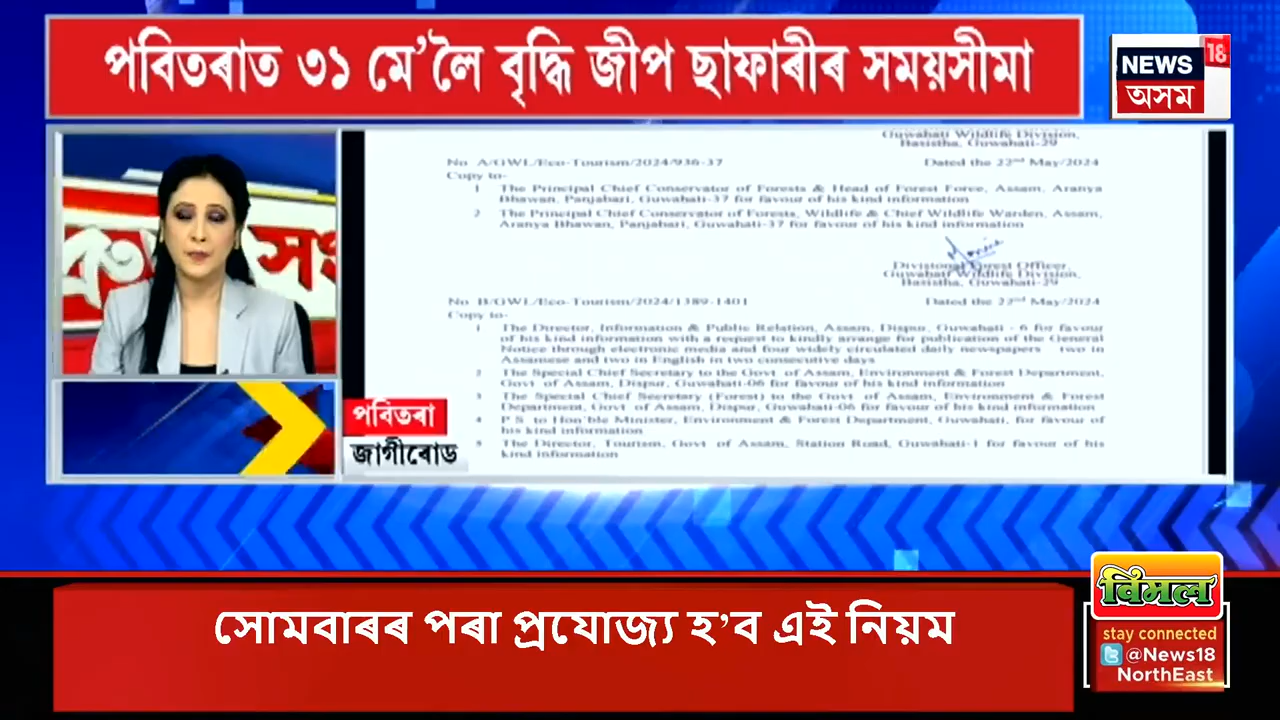 পবিতৰাত ৩১ মে'লৈ বৃদ্ধি জীপ ছাফাৰীৰ সময়সীমা
NEWS 18
অসম
Guwahati Wildlife Division,
Basistha, Guwahati-29
No A/GWL/Eco-Tourism/2024/936-37 Dated the 22nd May/2024
Copy to-
1 The Principal Chief Conservator of Forests & Head of Forest Force, Assam, Aranya
Bhawan, Panjabari, Guwahati-37 for favour of his kind information
2 The Principal Chief Conservator of Forests, Wildlife & Chief Wildlife Warden, Assam,
Aranya Bhawan, Panjabari, Guwahati-37 for favour of his kind information
Divisional Forest Officer,
Guwahati Wildlife Division,
Basistha, Guwahati-29
No B/GWL/Eco-Tourism/2024/1389-1401 Dated the 22nd May/2024
Copy to-
1 The Director, Information & Public Relation, Assam, Dispur, Guwahati - 6 for favour
of his kind information with a request to kindly arrange for publication of the General
Notice through electronic media and four widely circulated daily newspapers two in
Assamese and two in English in two consecutive days
2 The Special Chief Secretary to the Govt of Assam, Environment & Forest Department,
Govt of Assam, Dispur, Guwahati-06 for favour of his kind information
3 The Special Chief Secretary (Forest) to the Govt of Assam, Environment & Forest
Department, Govt of Assam, Dispur, Guwahati-06 for favour of his kind information
4 P.S. to Hon'ble Minister, Environment & Forest Department, Guwahati, for favour of
his kind information
5 The Director, Tourism, Govt of Assam, Station Road, Guwahati-1 for favour of his
kind information
পবিতৰা
জাগীৰোড
সোমবাৰৰ পৰা প্ৰযোজ্য হ'ব এই নিয়ম
विमल
stay connected
@News18
NorthEast